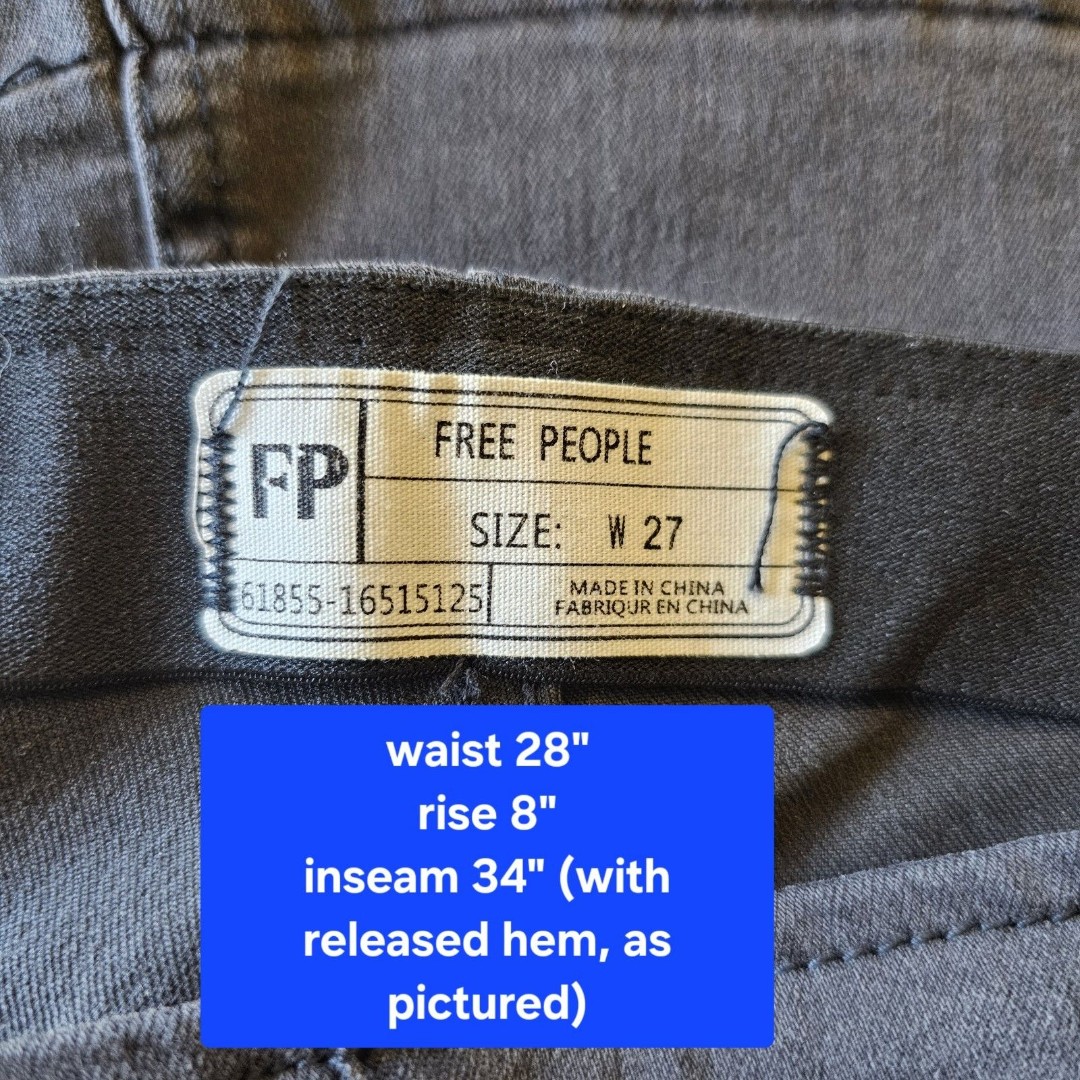 FP
FREE PEOPLE
SIZE: W 27
61855-16515125
MADE IN CHINA
FABRIQUR EN CHINA
waist 28"
rise 8"
inseam 34" (with
released hem, as
pictured)